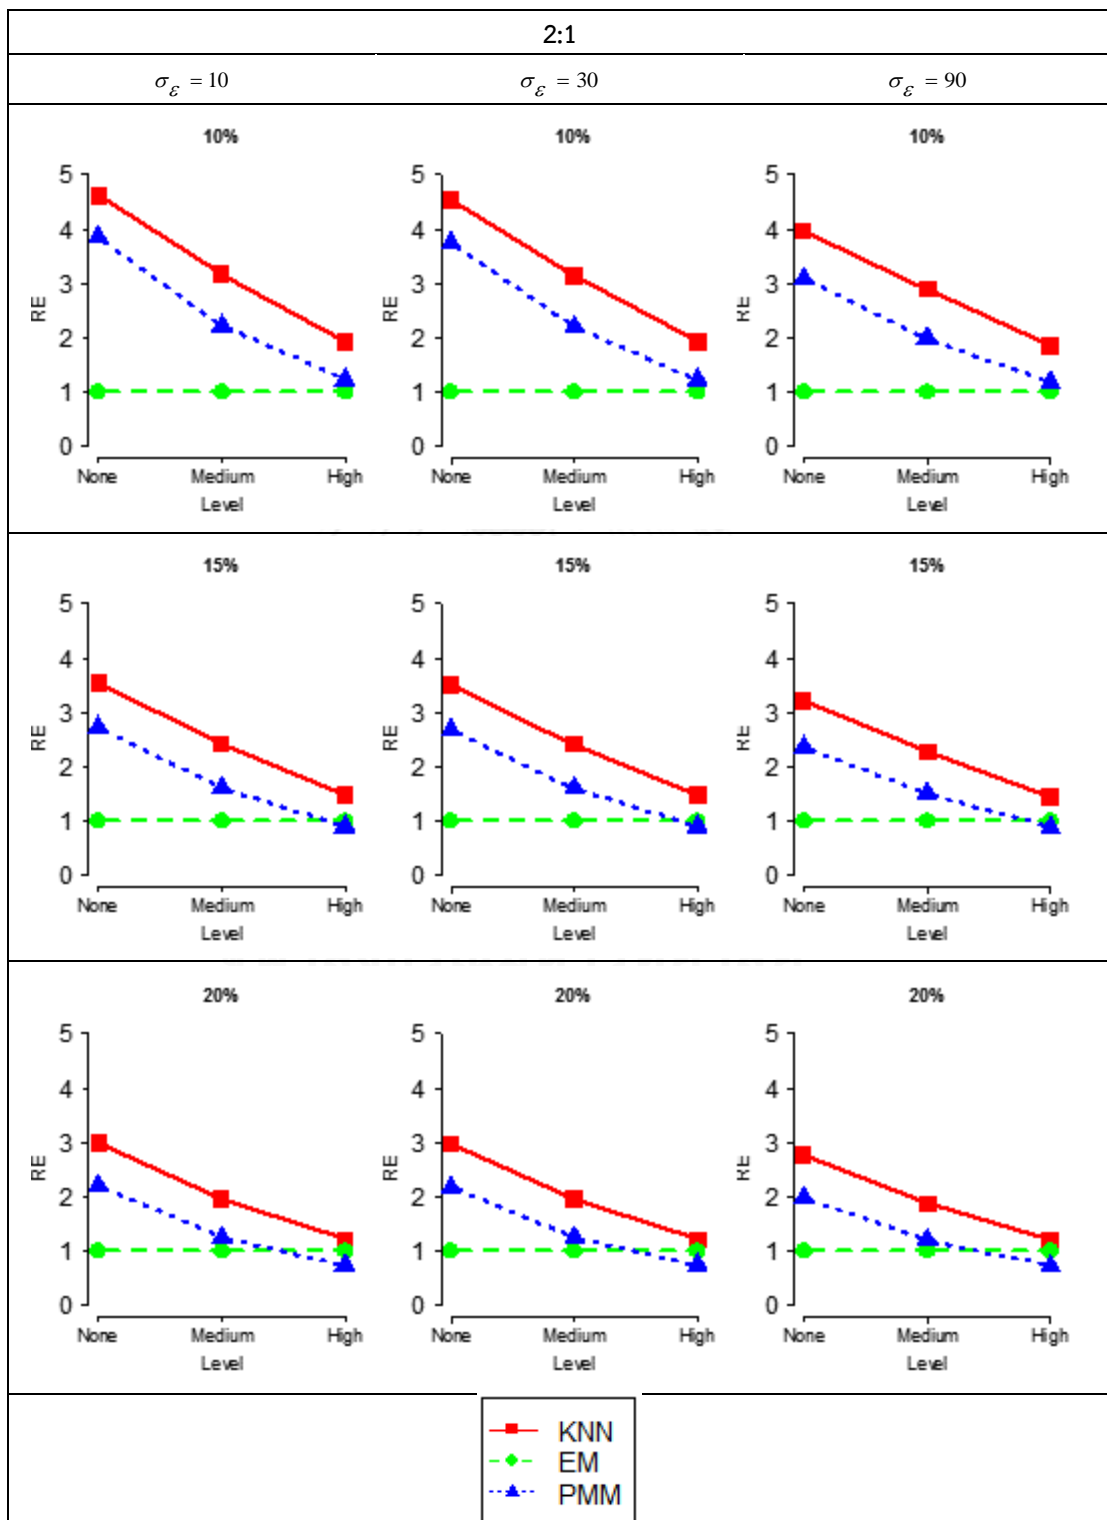 2:1
σε = 10 σε = 30 σε = 90
10% 10% 10%
5 5 5
4 4 4
3 3 3
RE RE RE
2 2 2
1 1 1
0 0 0
None Medium High None Medium High None Medium High
Level Level Level
15% 15% 15%
5 5 5
4 4 4
3 3 3
RE RE RE
2 2 2
1 1 1
0 0 0
None Medium High None Medium High None Medium High
Level Level Level
20% 20% 20%
5 5 5
4 4 4
3 3 3
RE RE RE
2 2 2
1 1 1
0 0 0
None Medium High None Medium High None Medium High
Level Level Level
KNN
EM
PMM